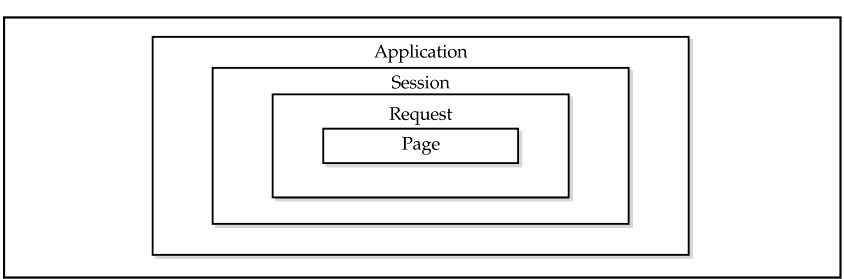 Application
Session
Request
Page